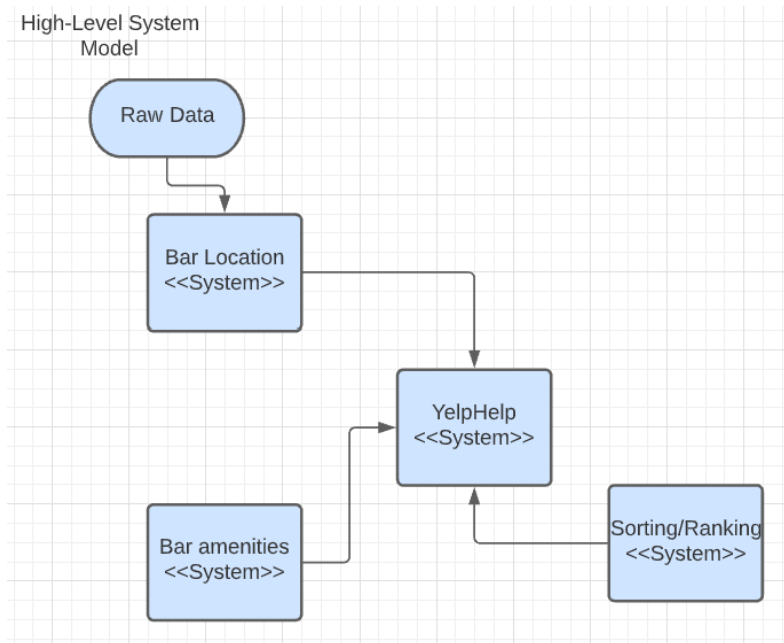 High-Level System
Model
Raw Data
Bar Location
<<System>>
YelpHelp
<<System>>
Bar amenities
<<System>>
Sorting/Ranking
<<System>>